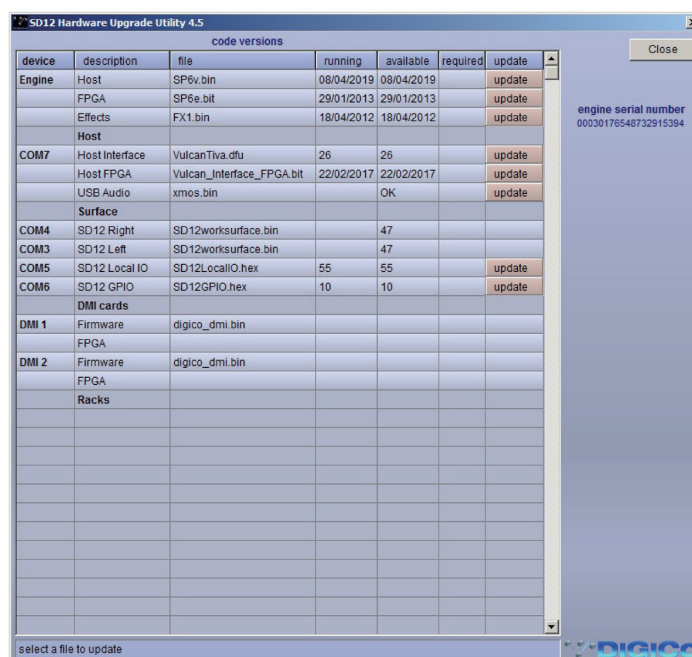 SD12 Hardware Upgrade Utility 4.5
code versions
Close
device description file running available required update
Engine Host SP6v.bin 08/04/2019 08/04/2019 update
FPGA SP6e.bit 29/01/2013 29/01/2013 update
Effects FX1.bin 18/04/2012 18/04/2012 update
Host
COM7 Host Interface VulcanTiva.dfu 26 26 update
Host FPGA Vulcan_Interface_FPGA.bit 22/02/2017 22/02/2017 update
USB Audio xmos.bin OK update
Surface
COM4 SD12 Right SD12worksurface.bin 47
COM3 SD12 Left SD12worksurface.bin 47
COM5 SD12 Local IO SD12LocalIO.hex 55 55 update
COM6 SD12 GPIO SD12GPIO.hex 10 10 update
DMI cards
DMI 1 Firmware digico_dmi.bin
FPGA
DMI 2 Firmware digico_dmi.bin
FPGA
Racks
engine serial number
00030176548732915394
select a file to update
DIGICO